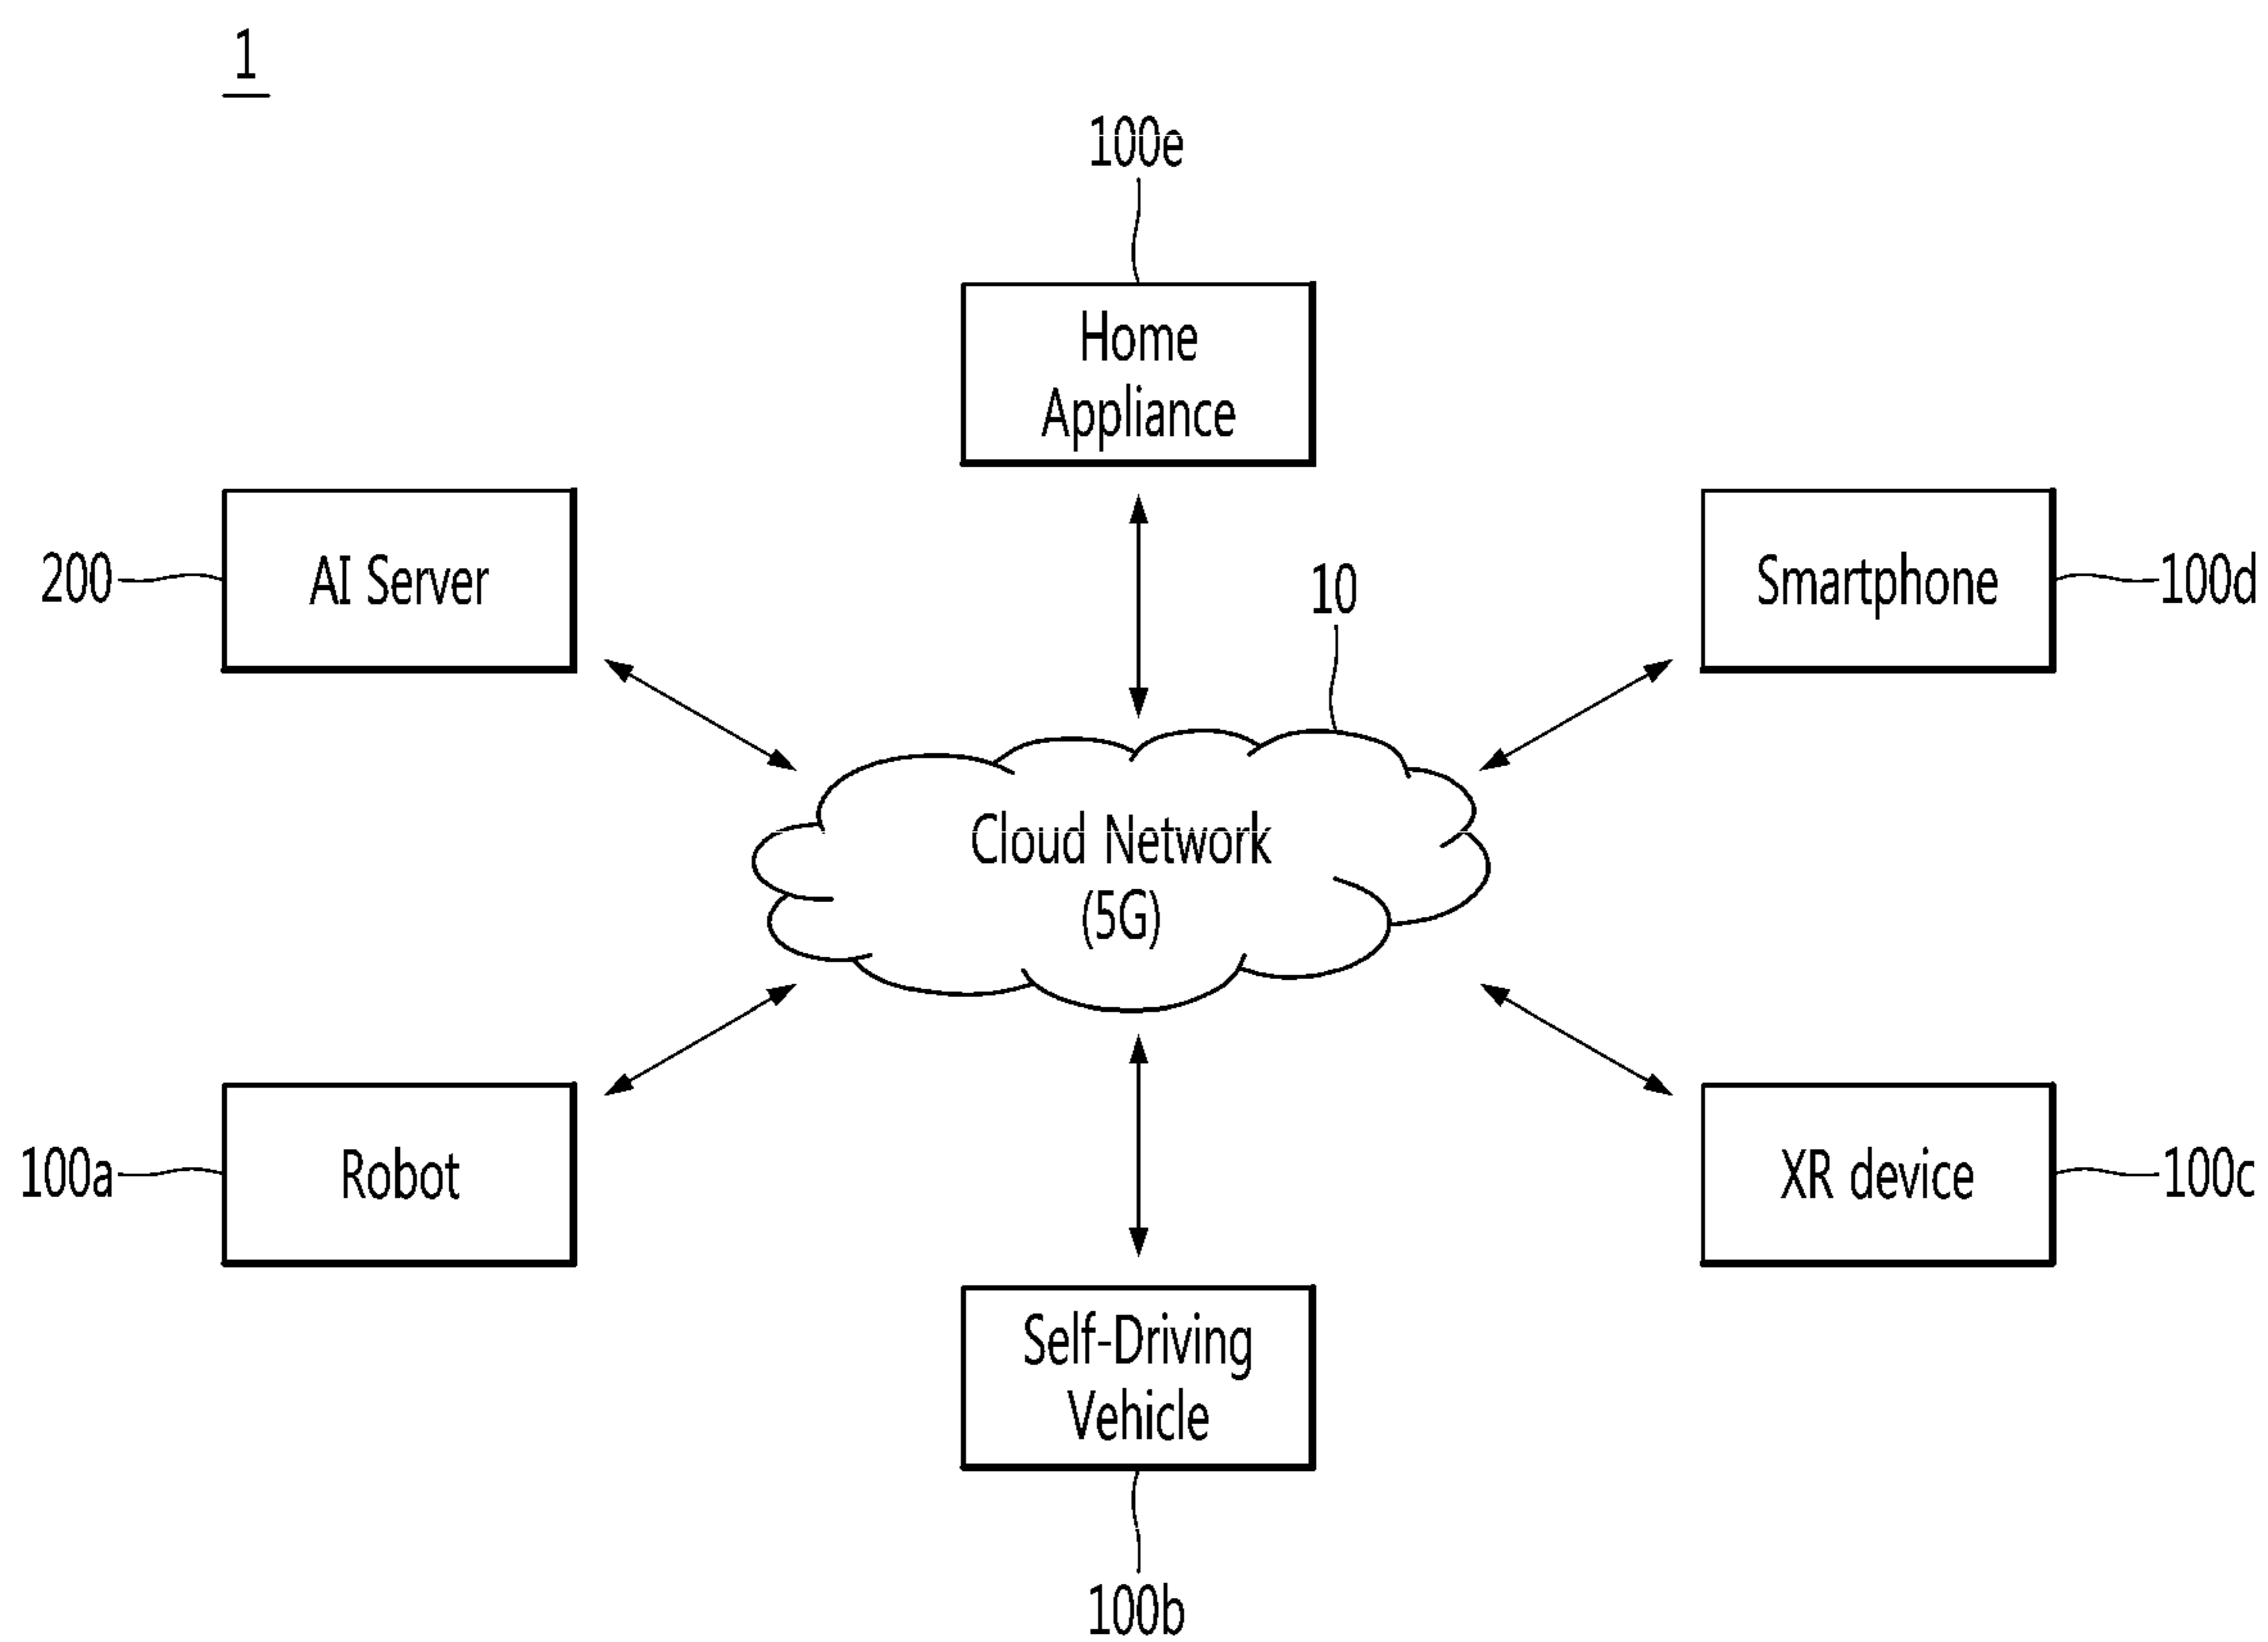 1
100e
Home
Appliance
200
AI Server
Smartphone
100d
10
Cloud Network
(5G)
100a
Robot
XR device
100c
Self-Driving
Vehicle
100b